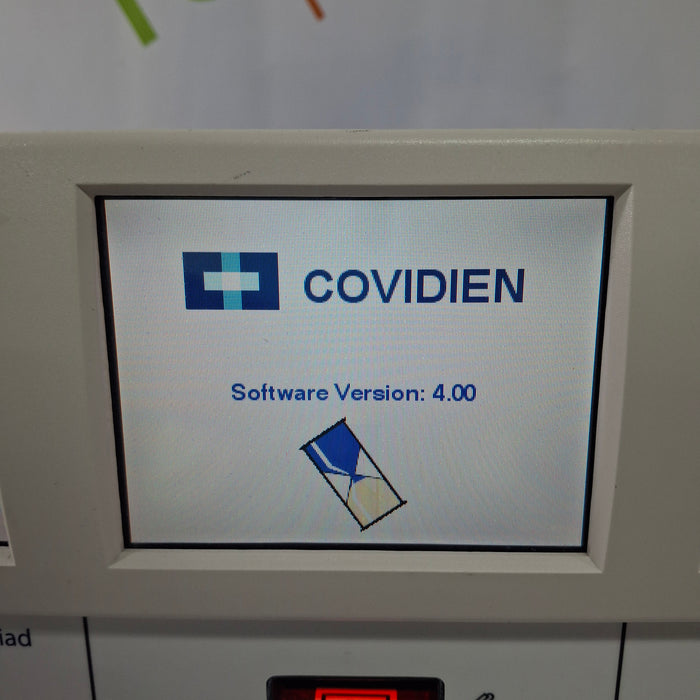 COVIDIEN
Software Version: 4.00
iad